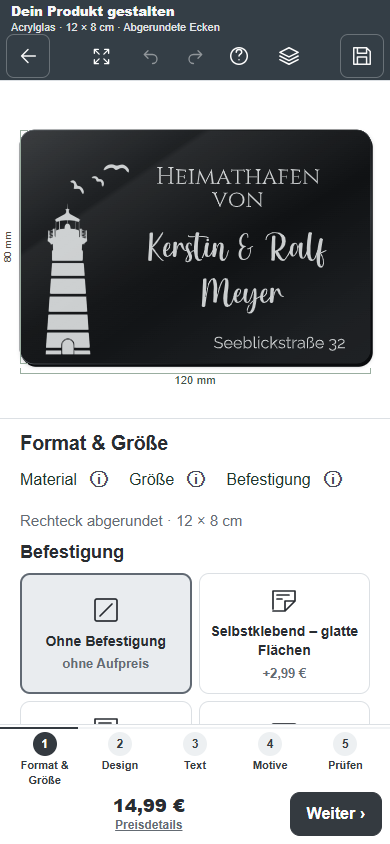 Dein Produkt gestalten
Acrylglas · 12 × 8 cm · Abgerundete Ecken
HEIMATHAFEN
VON
Kerstin & Ralf
Meyer
Seeblickstraße 32
80 mm
120 mm
Format & Größe
Material Größe Befestigung
Rechteck abgerundet · 12 × 8 cm
Befestigung
Ohne Befestigung
ohne Aufpreis
Selbstklebend – glatte
Flächen
+2,99 €
1 2 3 4 5
Format &
Größe
Design
Text
Motive
Prüfen
14,99 €
Preisdetails
Weiter ›